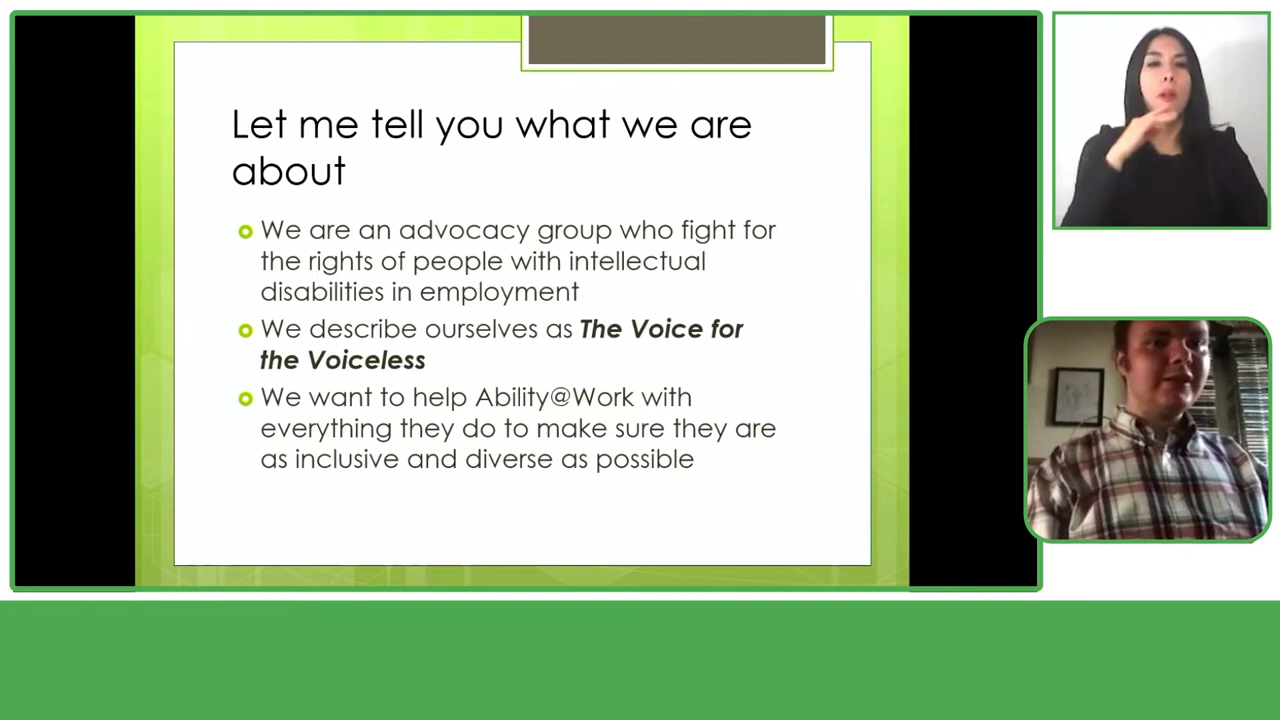 Let me tell you what we are
about
We are an advocacy group who fight for
the rights of people with intellectual
disabilities in employment
We describe ourselves as The Voice for
the Voiceless
We want to help Ability@Work with
everything they do to make sure they are
as inclusive and diverse as possible